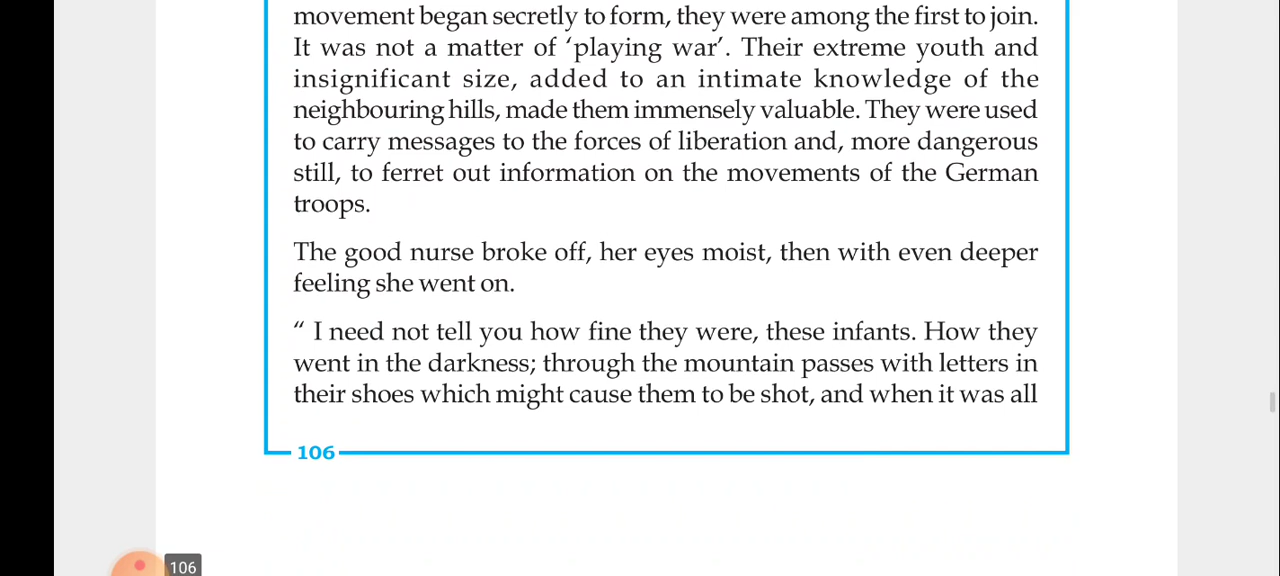 movement began secretly to form, they were among the first to join.
It was not a matter of ‘playing war’. Their extreme youth and
insignificant size, added to an intimate knowledge of the
neighbouring hills, made them immensely valuable. They were used
to carry messages to the forces of liberation and, more dangerous
still, to ferret out information on the movements of the German
troops.
The good nurse broke off, her eyes moist, then with even deeper
feeling she went on.
“ I need not tell you how fine they were, these infants. How they
went in the darkness; through the mountain passes with letters in
their shoes which might cause them to be shot, and when it was all
106
106